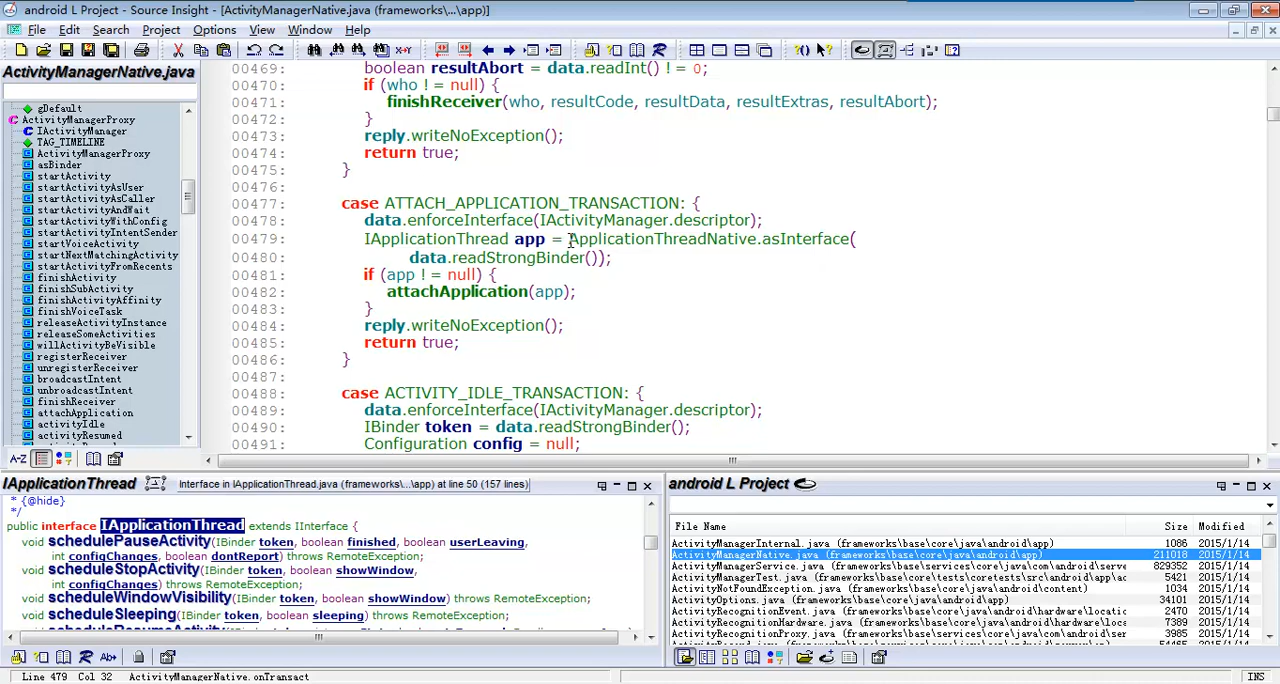 android L Project - Source Insight - [ActivityManagerNative.java (frameworks\...\app)]
File Edit Search Project Options View Window Help
ActivityManagerNative.java
gDefault
ActivityManagerProxy
IActivityManager
TAG_TIMELINE
ActivityManagerProxy
asBinder
startActivity
startActivityAsUser
startActivityAsCaller
startActivityAndWait
startActivityWithConfig
startActivityIntentSender
startVoiceActivity
startNextMatchingActivity
startActivityFromRecents
finishActivity
finishSubActivity
finishActivityAffinity
finishVoiceTask
releaseActivityInstance
releaseSomeActivities
willActivityBeVisible
registerReceiver
unregisterReceiver
broadcastIntent
unbroadcastIntent
finishReceiver
attachApplication
activityIdle
activityResumed
00469: boolean resultAbort = data.readInt() != 0;
00470: if (who != null) {
00471: finishReceiver(who, resultCode, resultData, resultExtras, resultAbort);
00472: }
00473: reply.writeNoException();
00474: return true;
00475: }
00476:
00477: case ATTACH_APPLICATION_TRANSACTION: {
00478: data.enforceInterface(IActivityManager.descriptor);
00479: IApplicationThread app = ApplicationThreadNative.asInterface(
00480: data.readStrongBinder());
00481: if (app != null) {
00482: attachApplication(app);
00483: }
00484: reply.writeNoException();
00485: return true;
00486: }
00487:
00488: case ACTIVITY_IDLE_TRANSACTION: {
00489: data.enforceInterface(IActivityManager.descriptor);
00490: IBinder token = data.readStrongBinder();
00491: Configuration config = null;
A-Z
IApplicationThread Interface in IApplicationThread.java (frameworks\...\app) at line 50 (157 lines)
* {@hide}
*/
public interface IApplicationThread extends IInterface {
void schedulePauseActivity(IBinder token, boolean finished, boolean userLeaving,
int configChanges, boolean dontReport) throws RemoteException;
void scheduleStopActivity(IBinder token, boolean showWindow,
int configChanges) throws RemoteException;
void scheduleWindowVisibility(IBinder token, boolean showWindow) throws RemoteException;
void scheduleSleeping(IBinder token, boolean sleeping) throws RemoteException;
android L Project
File Name Size Modified
ActivityManagerInternal.java (frameworks\base\core\java\android\app) 1086 2015/1/14
ActivityManagerNative.java (frameworks\base\core\java\android\app) 211018 2015/1/14
ActivityManagerService.java (frameworks\base\services\core\java\com\android\serve 829352 2015/1/14
ActivityManagerTest.java (frameworks\base\core\tests\coretests\src\android\app\ac 5421 2015/1/14
ActivityNotFoundException.java (frameworks\base\core\java\android\content) 1034 2015/1/14
ActivityOptions.java (frameworks\base\core\java\android\app) 34101 2015/1/14
ActivityRecognitionEvent.java (frameworks\base\core\java\android\hardware\locatic 2470 2015/1/14
ActivityRecognitionHardware.java (frameworks\base\core\java\android\hardware\locs 7389 2015/1/14
ActivityRecognitionProxy.java (frameworks\base\services\core\java\com\android\ser 3985 2015/1/14
Line 479 Col 32 ActivityManagerNative.onTransact INS